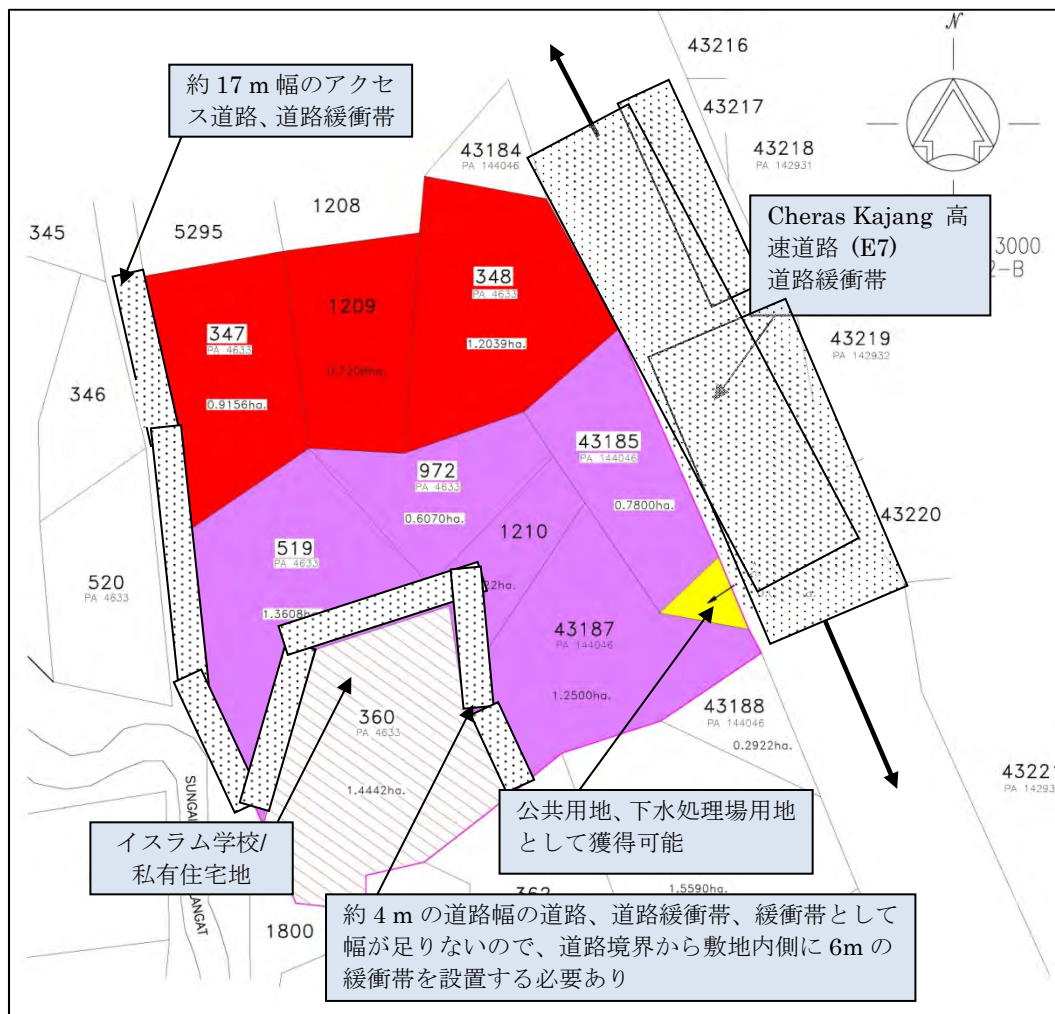 N
43216
43217
43218
PA 142931
約 17 m 幅のアクセ
ス道路、道路緩衝帯
43184
PA 144046
Cheras Kajang 高
速道路 (E7)
道路緩衝帯
3000
2-B
345
5295
1208
348
PA 4633
1.2039ha.
1209
347
PA 4633
0.9156ha.
43219
PA 142932
346
43185
PA 144046
0.7800ha.
972
PA 4633
0.6070ha.
1210
43220
519
PA 4633
1.3608ha.
520
PA 4633
43187
PA 144046
1.2500ha.
360
PA 4633
1.4442ha.
43188
PA 144046
0.2922ha.
43221
PA 14293
SUNGAI
LANGAT
イスラム学校/
私有住宅地
公共用地、下水処理場用地
として獲得可能
362
1.5590ha.
1800
約 4 m の道路幅の道路、道路緩衝帯、緩衝帯として
幅が足りないので、道路境界から敷地内側に 6m の
緩衝帯を設置する必要あり